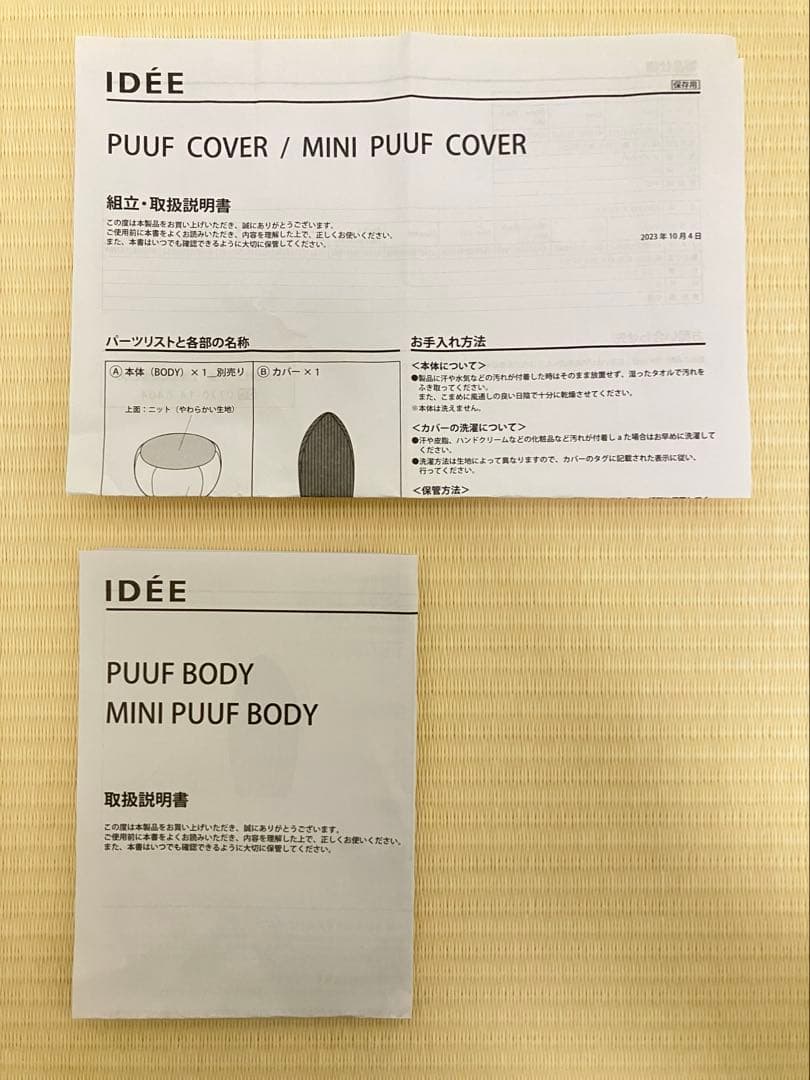 IDÉE
保存用
PUUF COVER / MINI PUUF COVER
組立・取扱説明書
この度は本製品をお買い上げいただき、誠にありがとうございます。
ご使用前に本書をよくお読みいただき、内容を理解した上で、正しくお使いください。
また、本書はいつでも確認できるように大切に保管してください。
2023年10月4日
パーツリストと各部の名称
Ⓐ 本体（BODY）× 1＿別売り
Ⓑ カバー × 1
上面：ニット（やわらかい生地）
お手入れ方法
＜本体について＞
●製品に汗や水気などの汚れが付着した時はそのまま放置せず、湿ったタオルで汚れを
ふき取ってください。
また、こまめに風通しの良い日陰で十分に乾燥させてください。
※本体は洗えません。
＜カバーの洗濯について＞
●汗や皮脂、ハンドクリームなどの化粧品など汚れが付着しaた場合はお早めに洗濯して
ください。
●洗濯方法は生地によって異なりますので、カバーのタグに記載された表示に従い、
行ってください。
＜保管方法＞
IDÉE
PUUF BODY
MINI PUUF BODY
取扱説明書
この度は本製品をお買い上げいただき、誠にありがとうございます。
ご使用前に本書をよくお読みいただき、内容を理解した上で、正しくお使いください。
また、本書はいつでも確認できるように大切に保管してください。